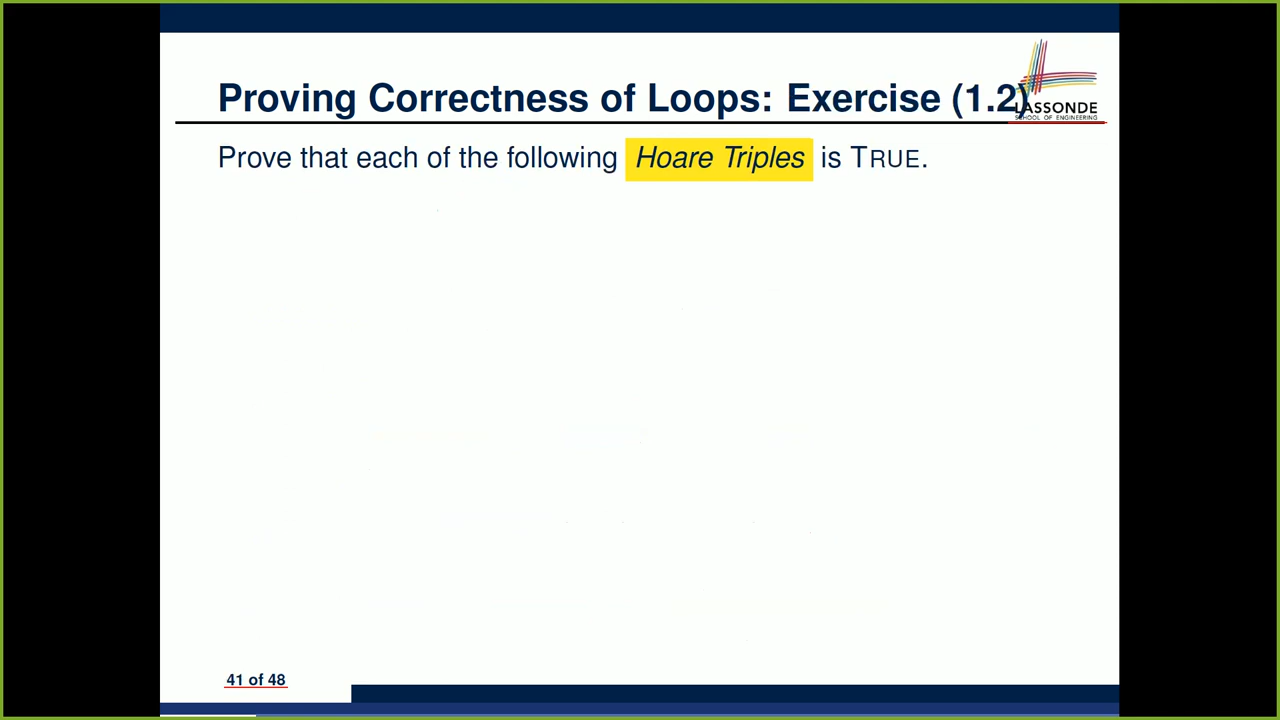 Proving Correctness of Loops: Exercise (1.2)
LASSONDE
SCHOOL OF ENGINEERING
Prove that each of the following Hoare Triples is TRUE.
41 of 48